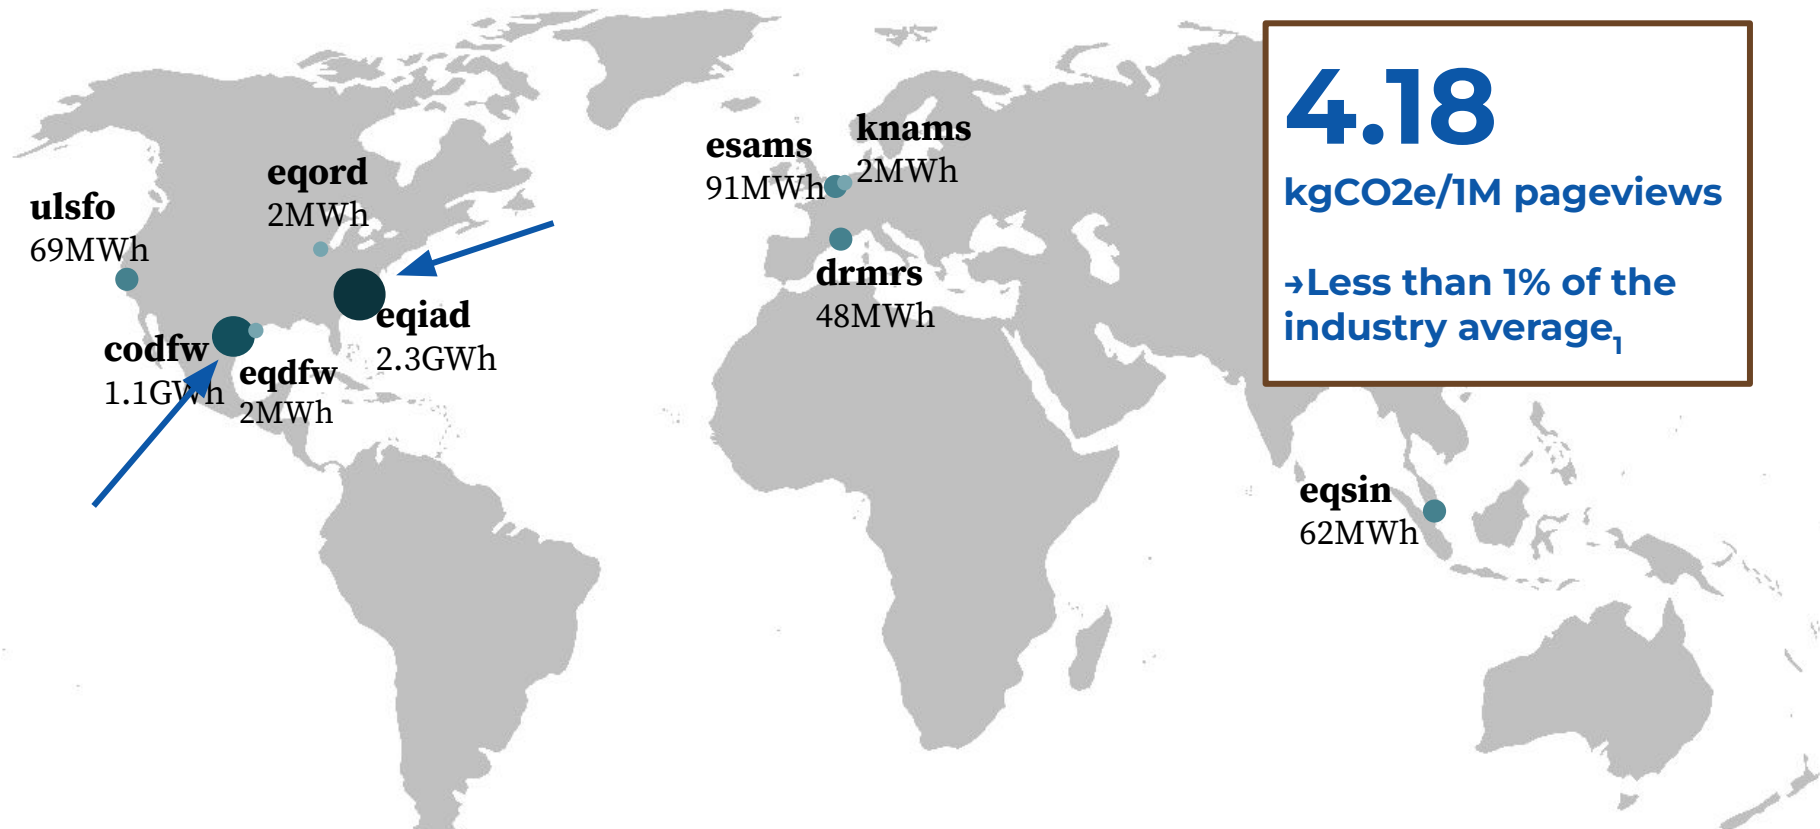 ulsfo
69MWh
eqord
2MWh
codfw
1.1GWh
eqdfw
2MWh
eqiad
2.3GWh
esams
91MWh
knams
2MWh
drmrs
48MWh
eqsin
62MWh
4.18
kgCO2e/1M pageviews
→Less than 1% of the
industry average₁